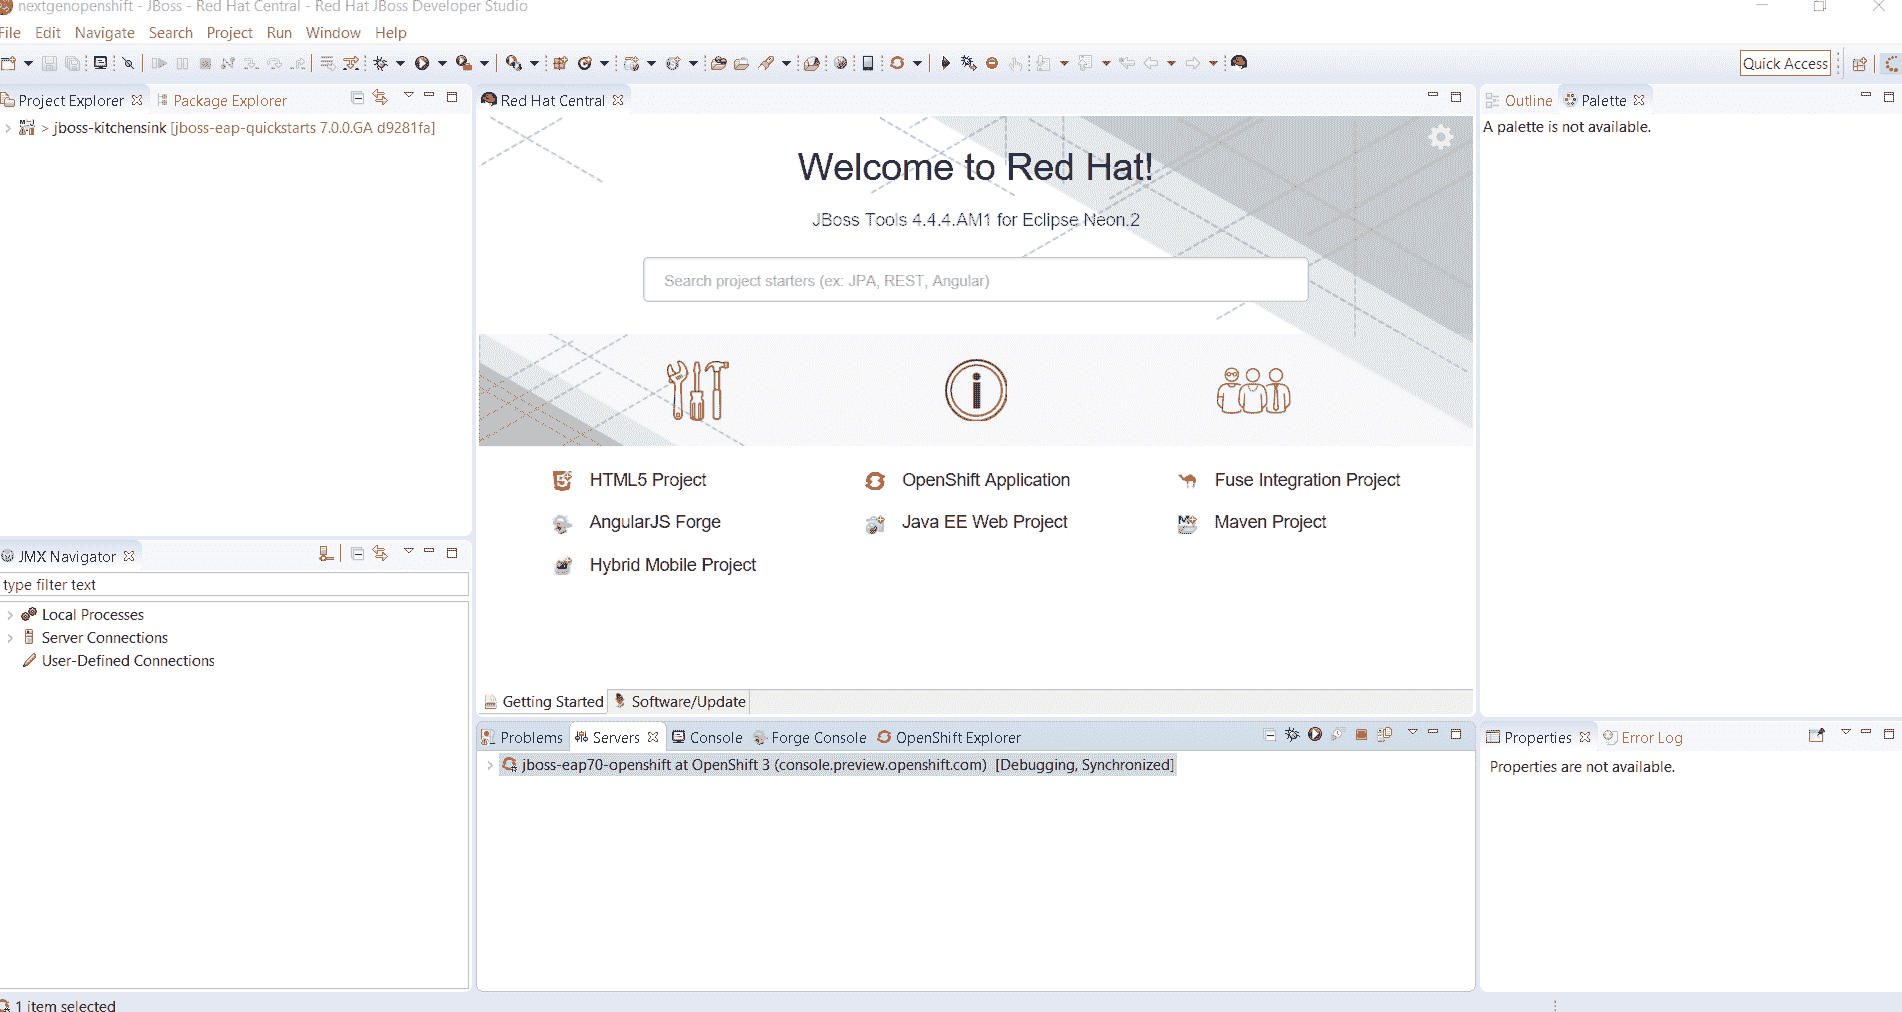 nextgenopenshift - JBoss - Red Hat Central - Red Hat JBoss Developer Studio
File Edit Navigate Search Project Run Window Help
Quick Access
Project Explorer Package Explorer
> jboss-kitchensink [jboss-eap-quickstarts 7.0.0.GA d9281fa]
Red Hat Central
Welcome to Red Hat!
JBoss Tools 4.4.4.AM1 for Eclipse Neon.2
Search project starters (ex: JPA, REST, Angular)
HTML5 Project OpenShift Application Fuse Integration Project
AngularJS Forge Java EE Web Project Maven Project
Hybrid Mobile Project
Getting Started Software/Update
Outline Palette
A palette is not available.
JMX Navigator
type filter text
Local Processes
Server Connections
User-Defined Connections
Problems Servers Console Forge Console OpenShift Explorer
jboss-eap70-openshift at OpenShift 3 (console.preview.openshift.com) [Debugging, Synchronized]
Properties Error Log
Properties are not available.
1 item selected